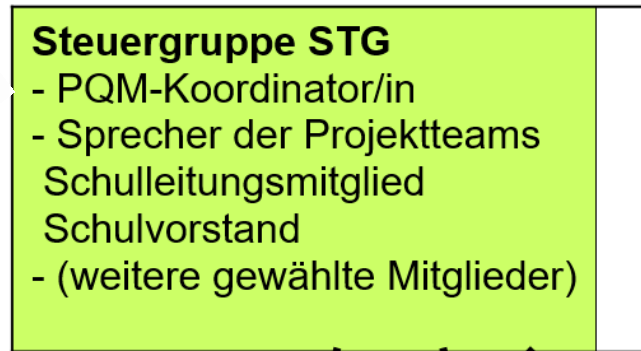 Steuergruppe STG
- PQM-Koordinator/in
- Sprecher der Projektteams
Schulleitungsmitglied
Schulvorstand
- (weitere gewählte Mitglieder)